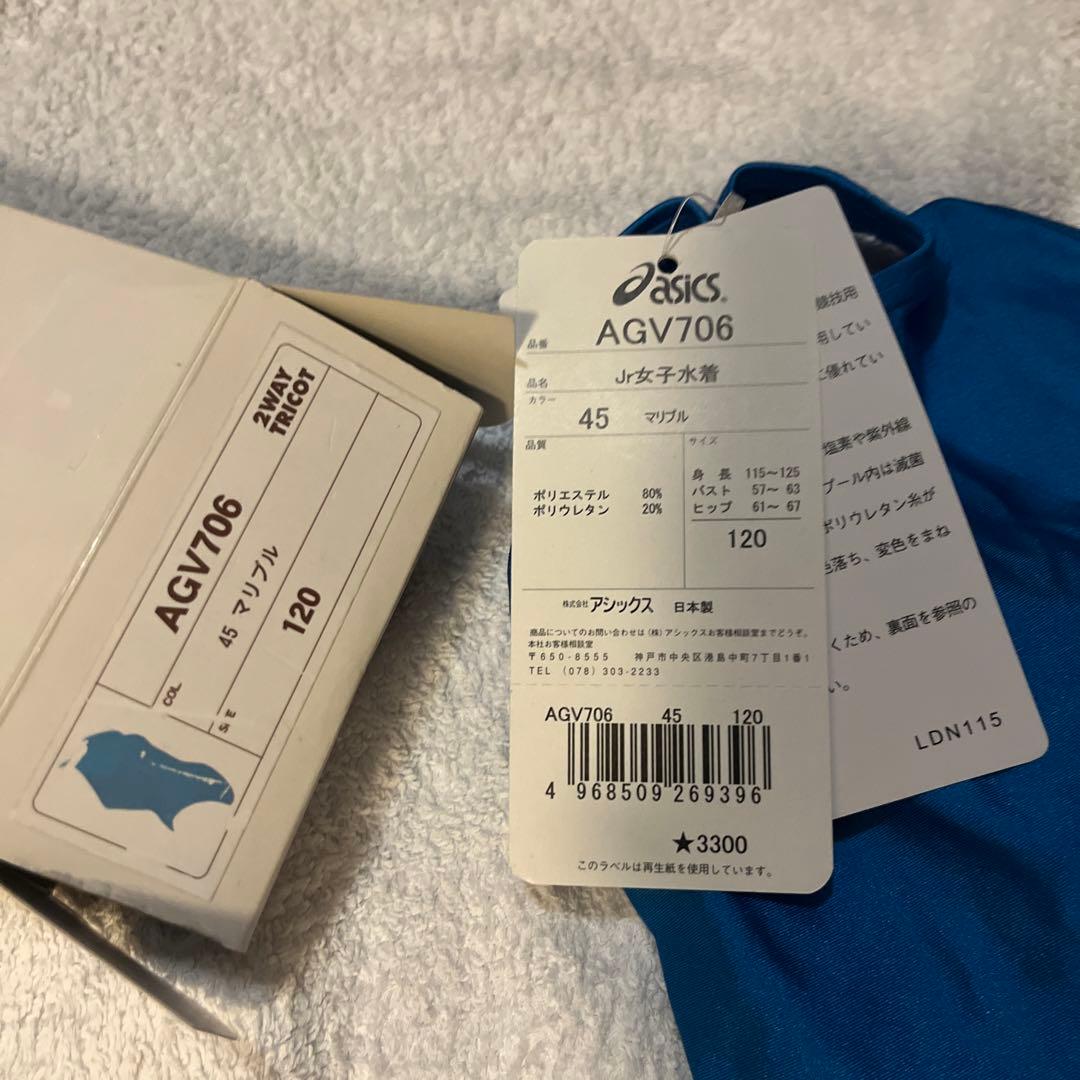 2WAY
TRICOT
AGV706
COL.
45 マリブル
120
asics.
品番 AGV706
品名 Jr女子水着
カラー
45 マリブル
品質
ポリエステル 80%
ポリウレタン 20%
サイズ
身長 115〜125
バスト 57〜 63
ヒップ 61〜 67
120
株式会社 アシックス 日本製
商品についてのお問い合わせは(株)アシックスお客様相談室までどうぞ。
本社お客様相談室
〒650-8555 神戸市中央区港島中町7丁目1番1
TEL (078) 303-2233
AGV706 45 120
4 968509 269396
★3300
このラベルは再生紙を使用しています。
競技用
用してい
に優れてい
塩素や紫外線
プール内は滅菌
ポリウレタン糸が
色落ち、変色をまね
くため、裏面を参照の
い。
LDN115